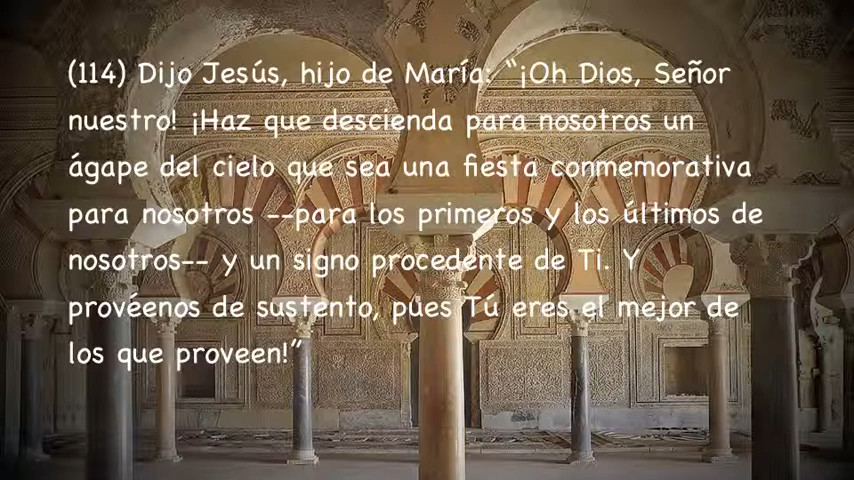 (114) Dijo Jesús, hijo de María: “¡Oh Dios, Señor
nuestro! ¡Haz que descienda para nosotros un
ágape del cielo que sea una fiesta conmemorativa
para nosotros --para los primeros y los últimos de
nosotros-- y un signo procedente de Ti. Y
provéenos de sustento, pues Tú eres el mejor de
los que proveen!”